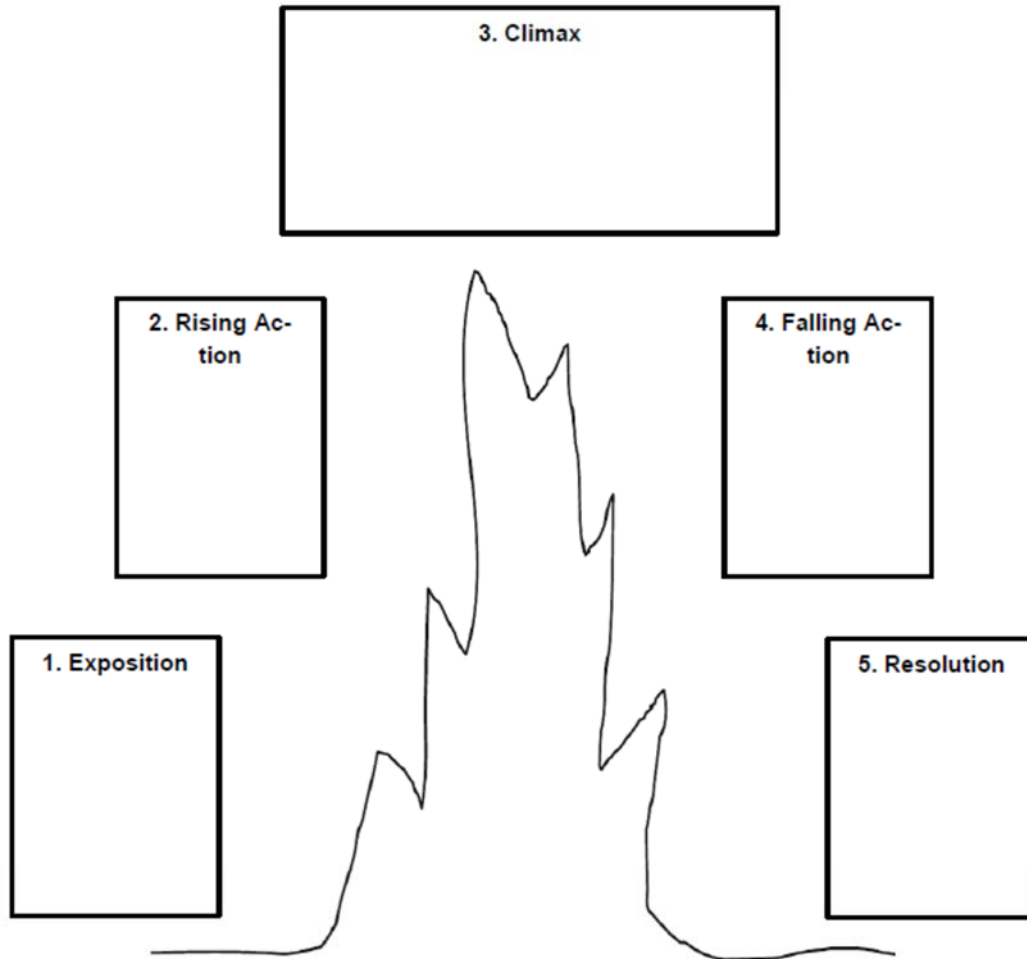 3. Climax
2. Rising Ac-
tion
4. Falling Ac-
tion
1. Exposition
5. Resolution